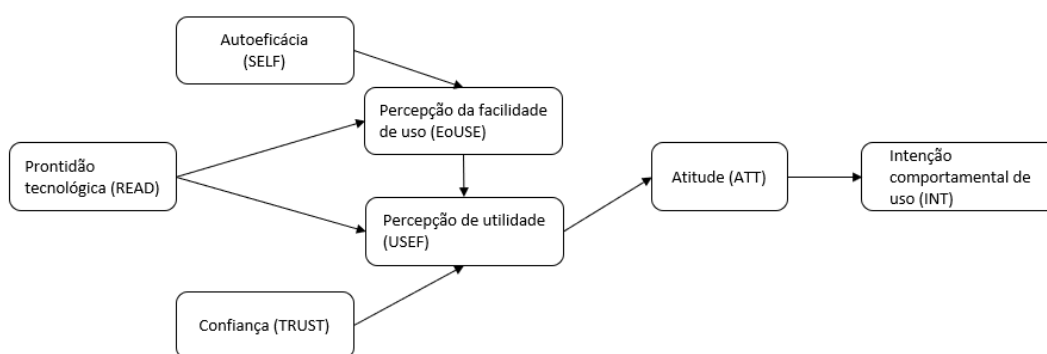 Autoeficácia
(SELF)
Percepção da facilidade
de uso (EoUSE)
Prontidão
tecnológica (READ)
Percepção de utilidade
(USEF)
Confiança (TRUST)
Atitude (ATT)
Intenção
comportamental de
uso (INT)